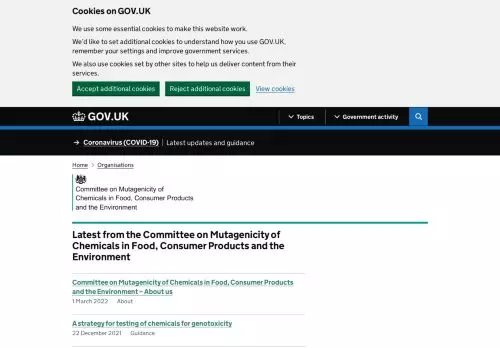 Cookies on GOV.UK
We use some essential cookies to make this website work.
We'd like to set additional cookies to understand how you use GOV.UK,
remember your settings and improve government services.
We also use cookies set by other sites to help us deliver content from their
services.
Accept additional cookies Reject additional cookies View cookies
GOV.UK Topics Government activity
→ Coronavirus (COVID-19) Latest updates and guidance
Home > Organisations
Committee on Mutagenicity of
Chemicals in Food, Consumer Products
and the Environment
Latest from the Committee on Mutagenicity of
Chemicals in Food, Consumer Products and the
Environment
Committee on Mutagenicity of Chemicals in Food, Consumer Products
and the Environment – About us
1 March 2022 About
A strategy for testing of chemicals for genotoxicity
22 December 2021 Guidance